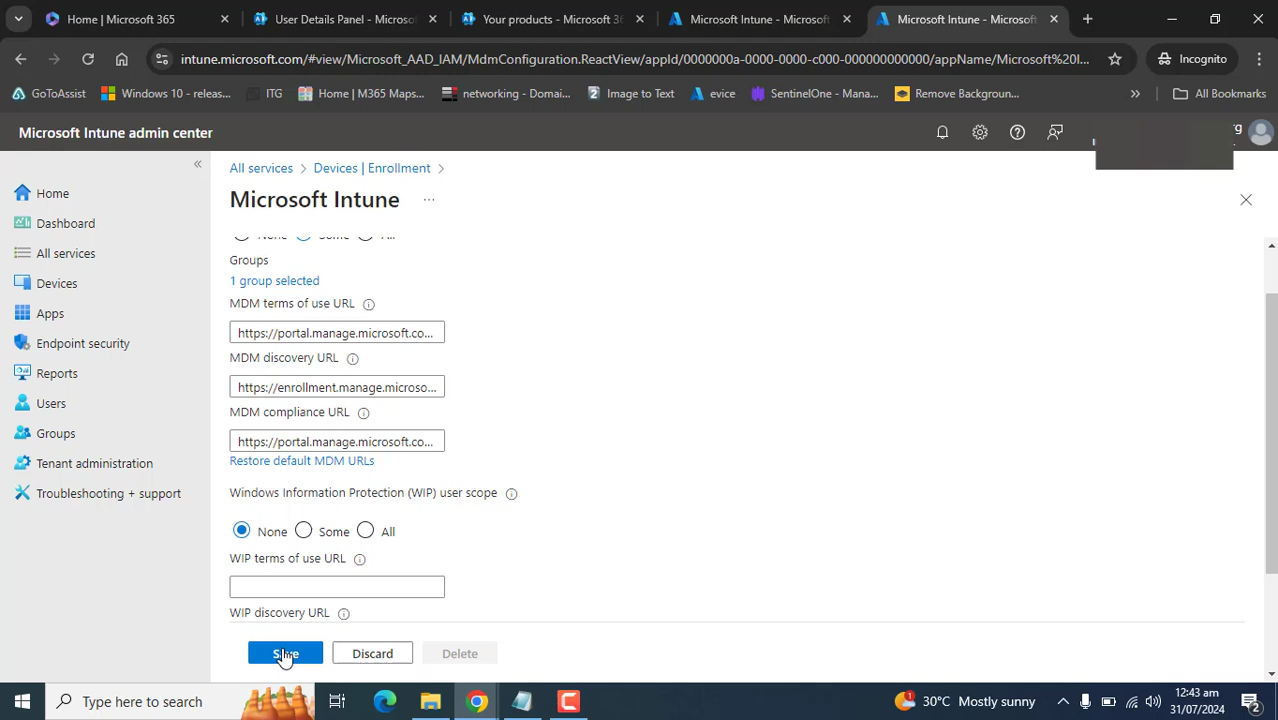 Home | Microsoft 365
User Details Panel - Microso
Your products - Microsoft 36
Microsoft Intune - Microsof
Microsoft Intune - Microsof
intune.microsoft.com/#view/Microsoft_AAD_IAM/MdmConfiguration.ReactView/appId/0000000a-0000-0000-c000-000000000000/appName/Microsoft%20I...
Incognito
GoToAssist
Windows 10 - releas...
ITG
Home | M365 Maps...
networking - Domai...
Image to Text
evice
SentinelOne - Mana...
Remove Backgroun...
All Bookmarks
Microsoft Intune admin center
All services
Devices | Enrollment
Microsoft Intune
Home
Dashboard
All services
Devices
Apps
Endpoint security
Reports
Users
Groups
Tenant administration
Troubleshooting + support
Groups
1 group selected
MDM terms of use URL
https://portal.manage.microsoft.co...
MDM discovery URL
https://enrollment.manage.microso...
MDM compliance URL
https://portal.manage.microsoft.co...
Restore default MDM URLs
Windows Information Protection (WIP) user scope
None Some All
WIP terms of use URL
WIP discovery URL
Save Discard Delete
Type here to search
30°C Mostly sunny
12:43 am
31/07/2024